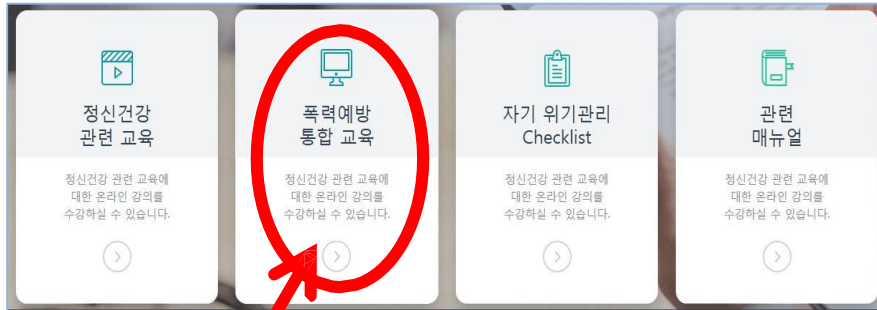 정신건강
관련 교육
정신건강 관련 교육에
대한 온라인 강의를
수강하실 수 있습니다.
폭력예방
통합 교육
정신건강 관련 교육에
대한 온라인 강의를
수강하실 수 있습니다.
자기 위기관리
Checklist
정신건강 관련 교육에
대한 온라인 강의를
수강하실 수 있습니다.
관련
매뉴얼
정신건강 관련 교육에
대한 온라인 강의를
수강하실 수 있습니다.